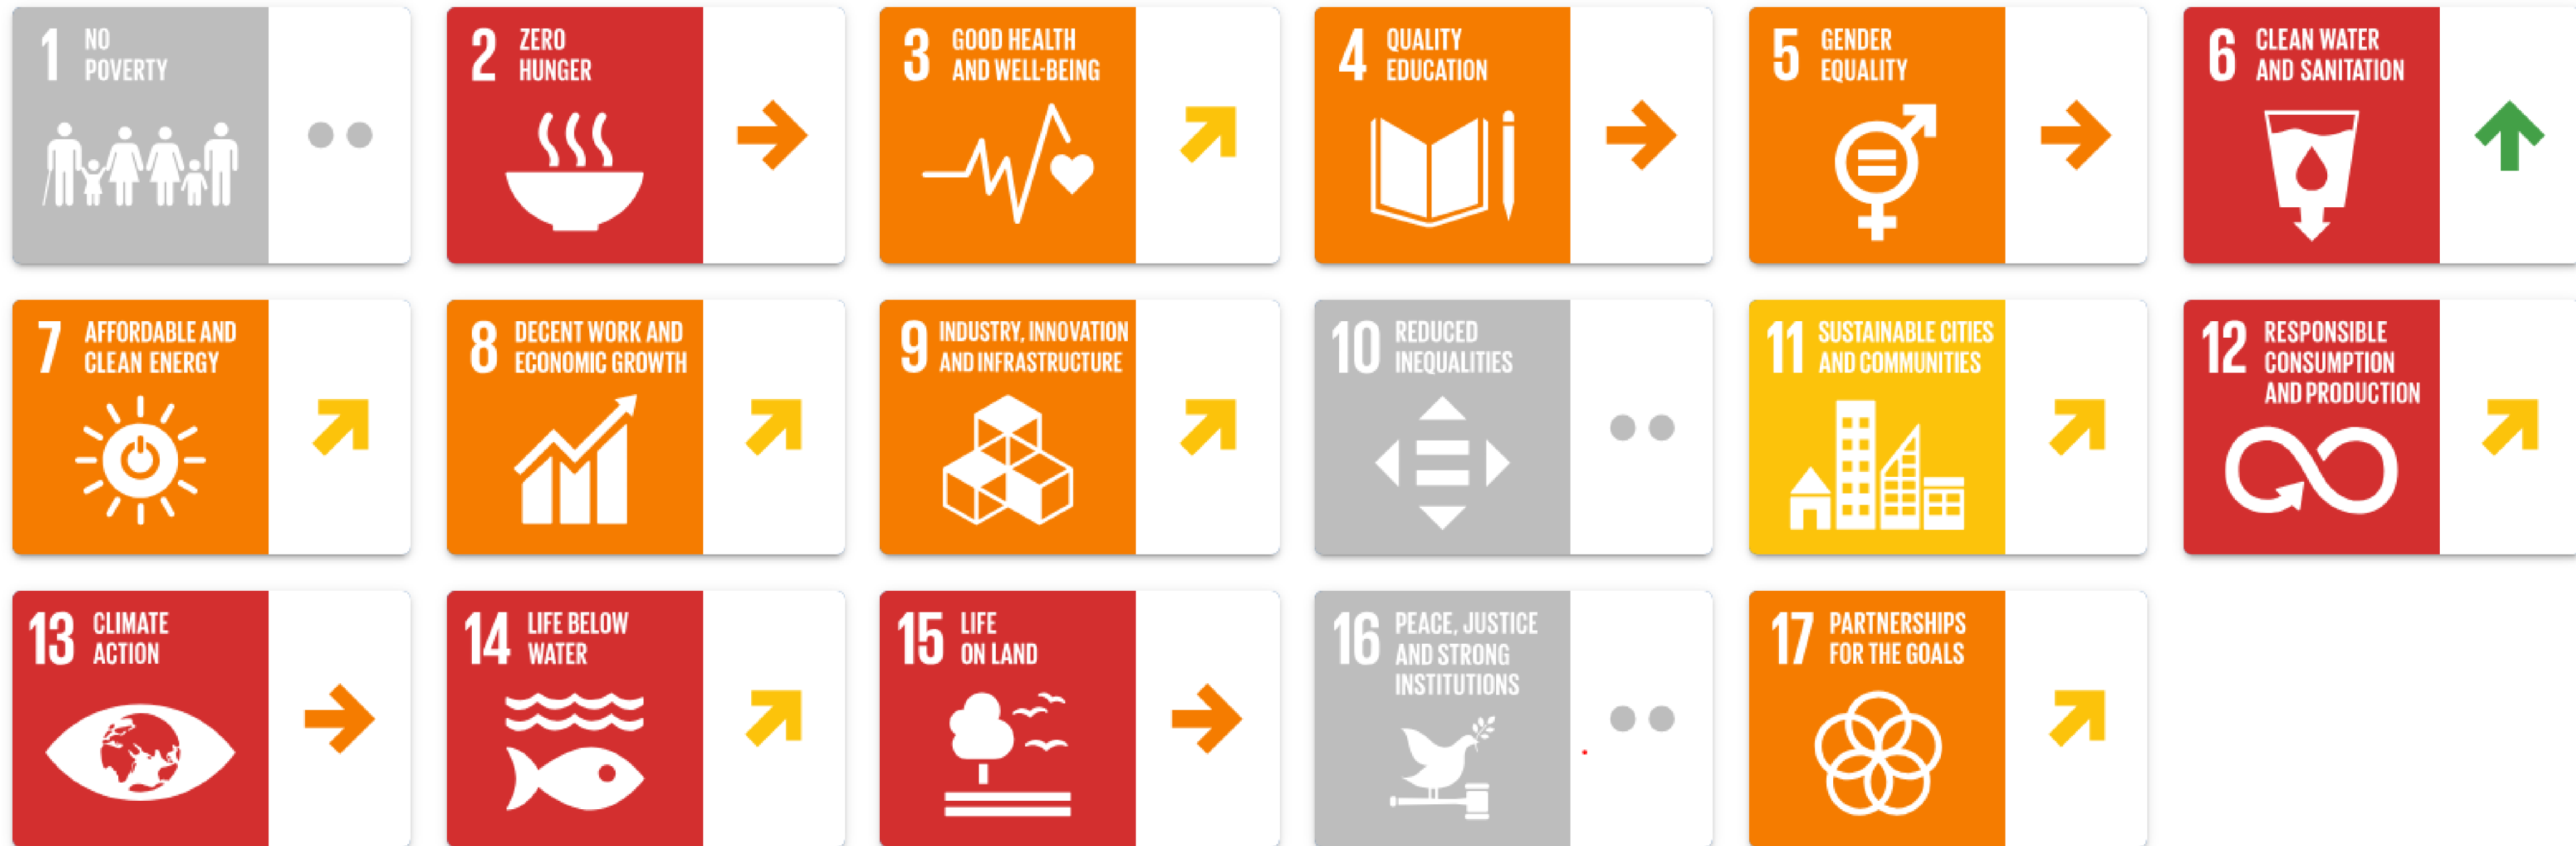 1 NO
POVERTY
2 ZERO
HUNGER
3 GOOD HEALTH
AND WELL-BEING
4 QUALITY
EDUCATION
5 GENDER
EQUALITY
6 CLEAN WATER
AND SANITATION
7 AFFORDABLE AND
CLEAN ENERGY
8 DECENT WORK AND
ECONOMIC GROWTH
9 INDUSTRY, INNOVATION
AND INFRASTRUCTURE
10 REDUCED
INEQUALITIES
11 SUSTAINABLE CITIES
AND COMMUNITIES
12 RESPONSIBLE
CONSUMPTION
AND PRODUCTION
13 CLIMATE
ACTION
14 LIFE BELOW
WATER
15 LIFE
ON LAND
16 PEACE, JUSTICE
AND STRONG
INSTITUTIONS
17 PARTNERSHIPS
FOR THE GOALS